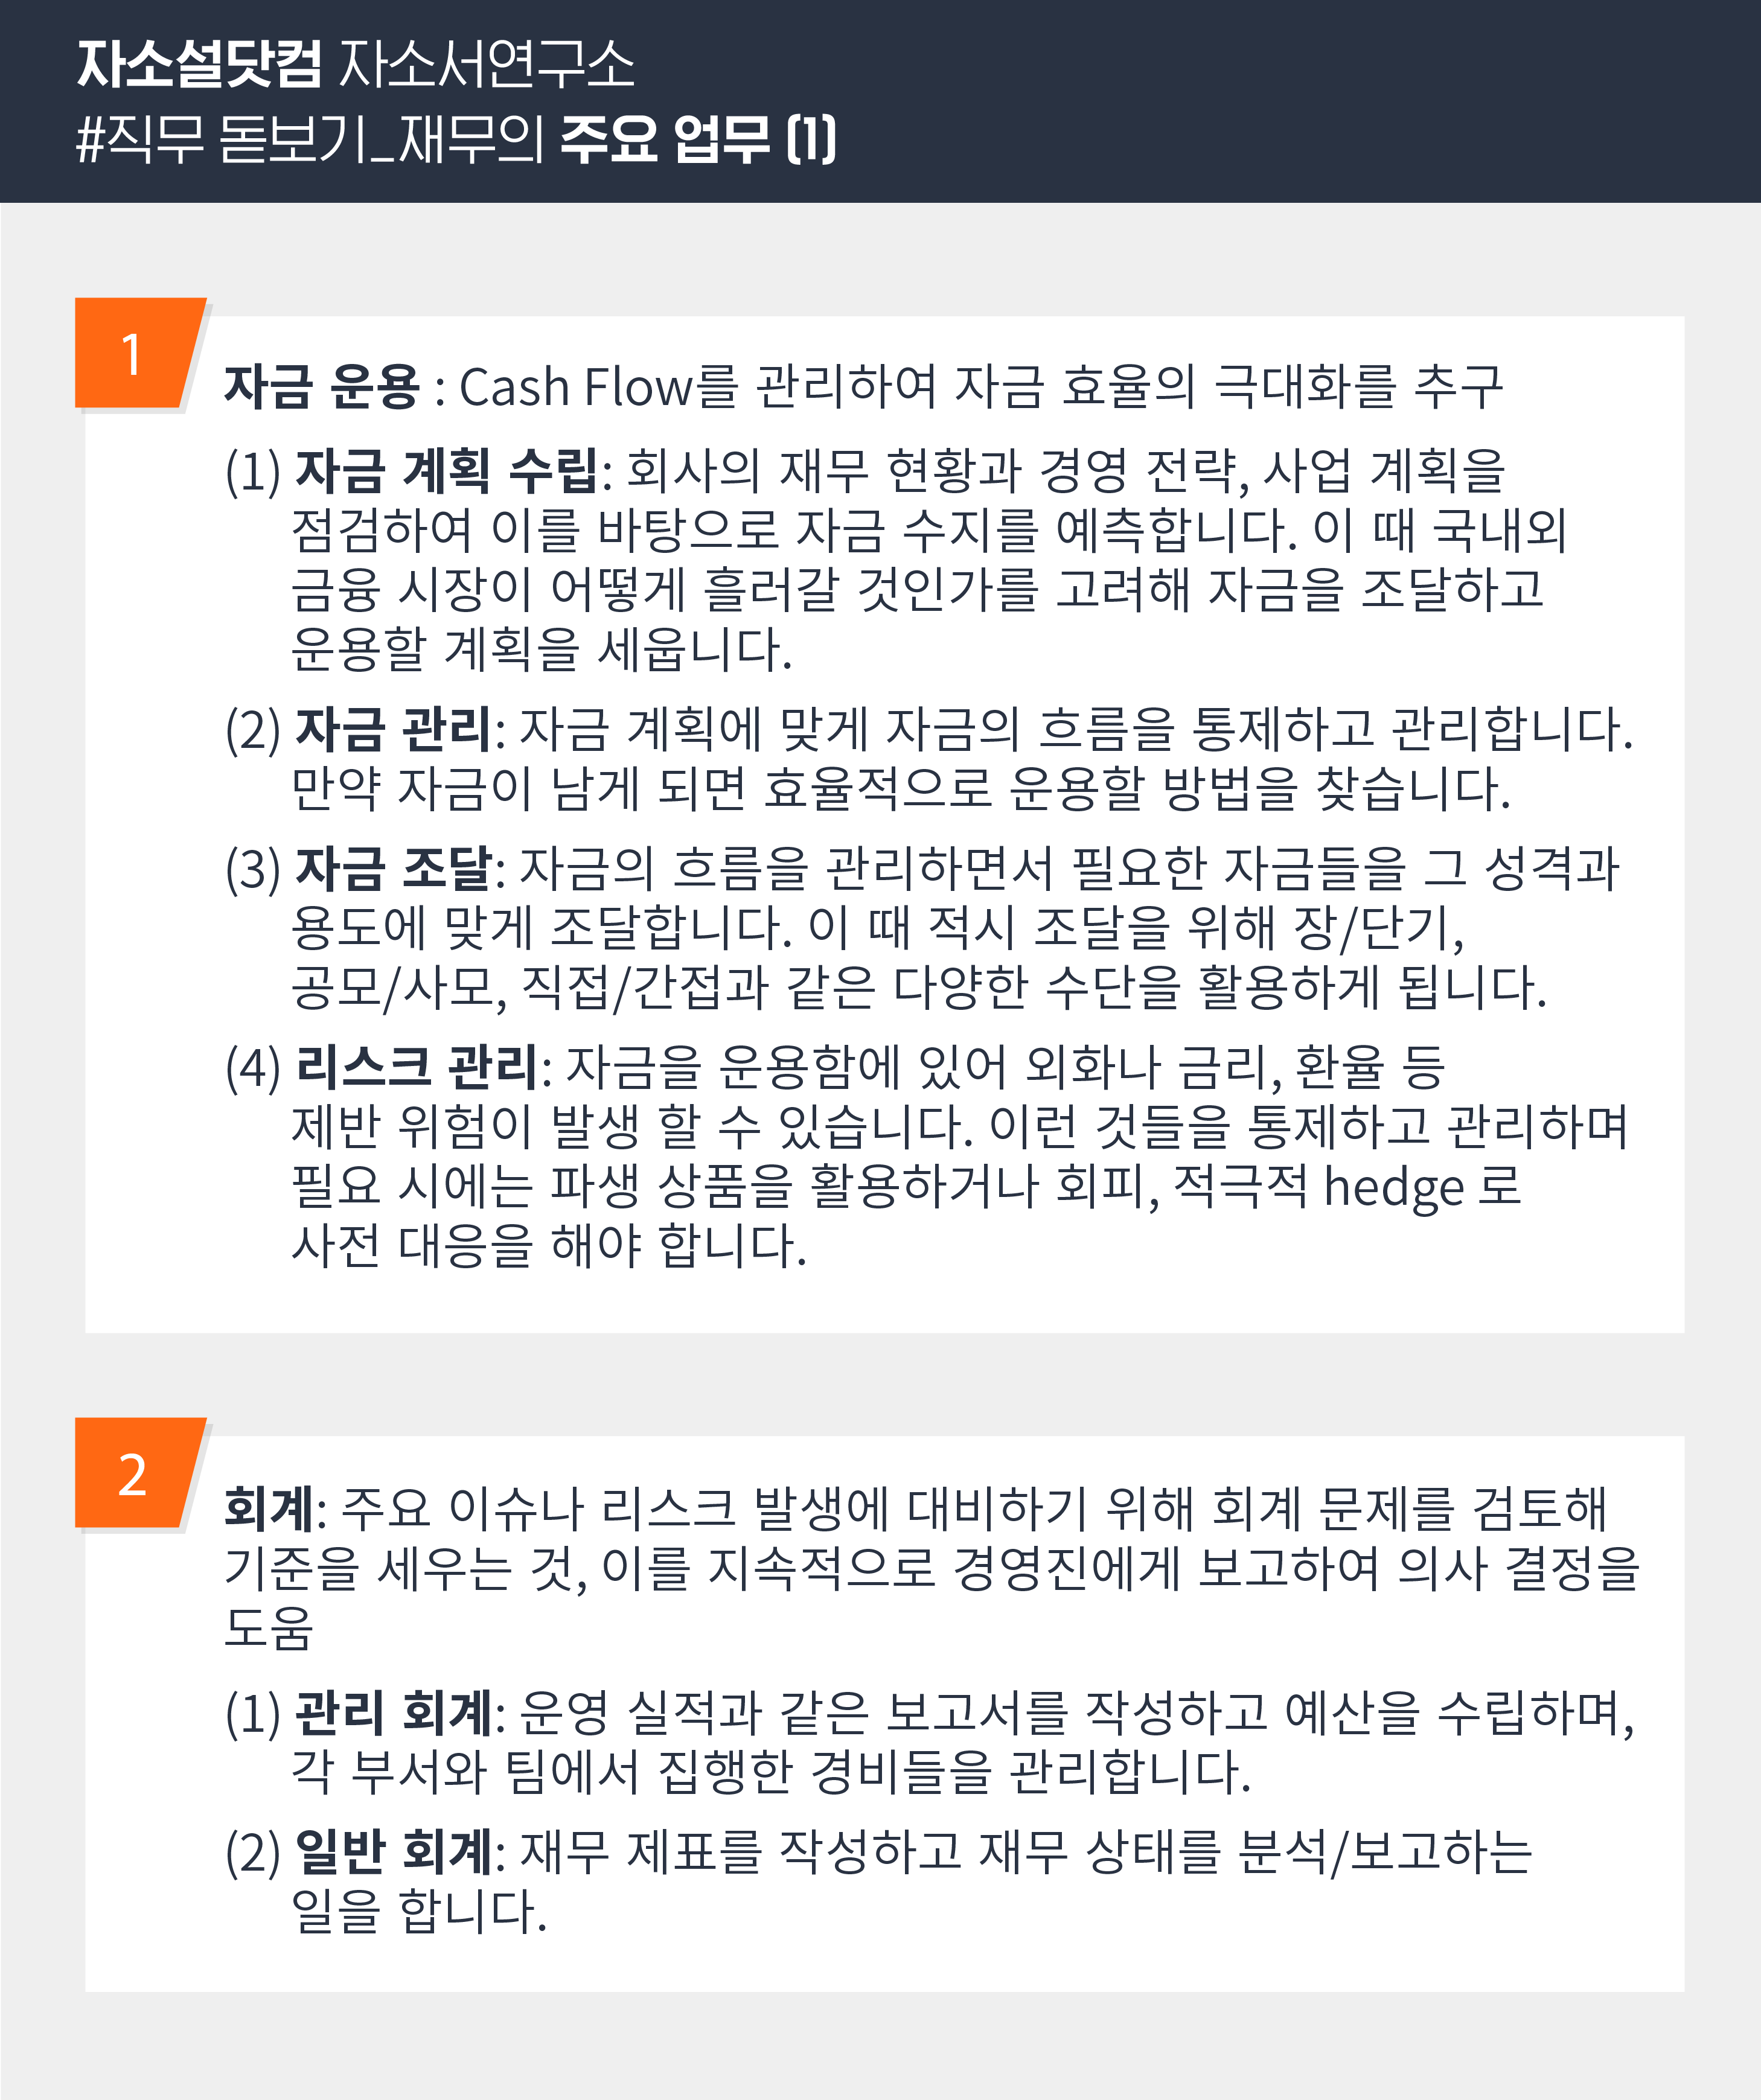 자소설닷컴 자소서연구소
#직무 돋보기_재무의 주요 업무 (1)
1
자금 운용 : Cash Flow를 관리하여 자금 효율의 극대화를 추구
(1) 자금 계획 수립: 회사의 재무 현황과 경영 전략, 사업 계획을
점검하여 이를 바탕으로 자금 수지를 예측합니다. 이 때 국내외
금융 시장이 어떻게 흘러갈 것인가를 고려해 자금을 조달하고
운용할 계획을 세웁니다.
(2) 자금 관리: 자금 계획에 맞게 자금의 흐름을 통제하고 관리합니다.
만약 자금이 남게 되면 효율적으로 운용할 방법을 찾습니다.
(3) 자금 조달: 자금의 흐름을 관리하면서 필요한 자금들을 그 성격과
용도에 맞게 조달합니다. 이 때 적시 조달을 위해 장/단기,
공모/사모, 직접/간접과 같은 다양한 수단을 활용하게 됩니다.
(4) 리스크 관리: 자금을 운용함에 있어 외화나 금리, 환율 등
제반 위험이 발생 할 수 있습니다. 이런 것들을 통제하고 관리하며
필요 시에는 파생 상품을 활용하거나 회피, 적극적 hedge 로
사전 대응을 해야 합니다.
2
회계: 주요 이슈나 리스크 발생에 대비하기 위해 회계 문제를 검토해
기준을 세우는 것, 이를 지속적으로 경영진에게 보고하여 의사 결정을
도움
(1) 관리 회계: 운영 실적과 같은 보고서를 작성하고 예산을 수립하며,
각 부서와 팀에서 집행한 경비들을 관리합니다.
(2) 일반 회계: 재무 제표를 작성하고 재무 상태를 분석/보고하는
일을 합니다.